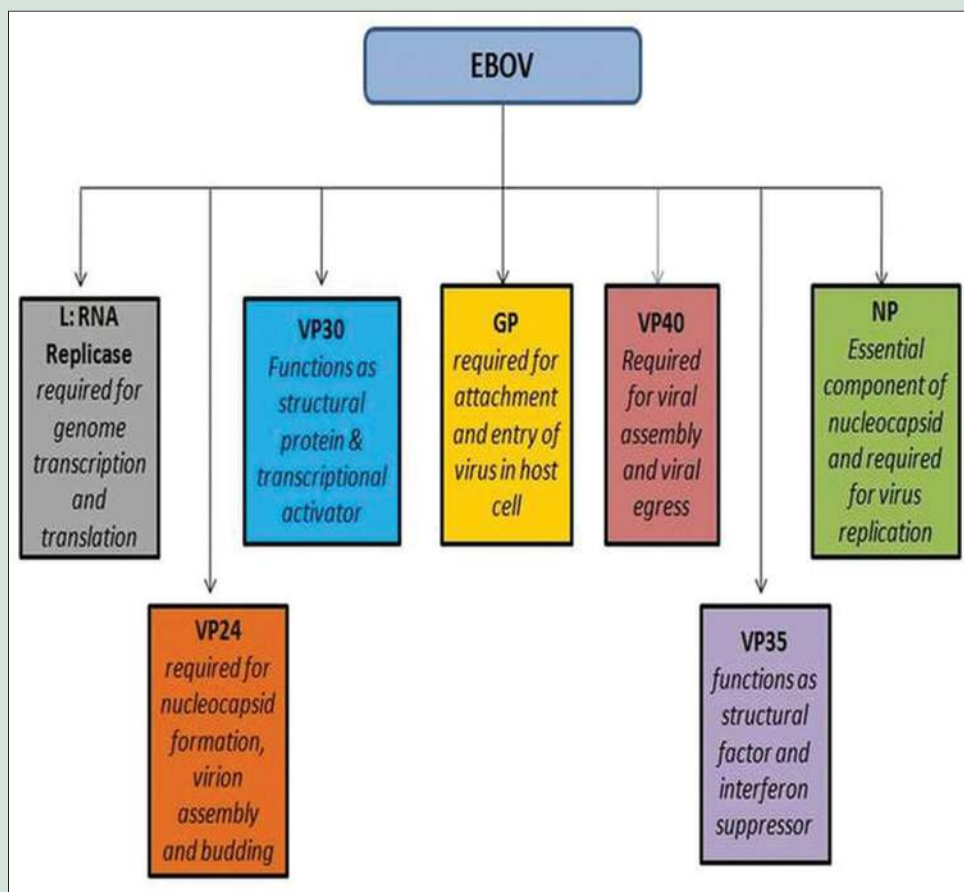 EBOV
L: RNA
Replicase
required for
genome
transcription
and
translation
VP30
Functions as
structural
protein &
transcriptional
activator
GP
required for
attachment
and entry of
virus in host
cell
VP40
Required
for viral
assembly
and viral
egress
NP
Essential
component of
nucleocapsid
and required
for virus
replication
VP24
required for
nucleocapsid
formation,
virion
assembly
and budding
VP35
functions as
structural
factor and
interferon
suppressor